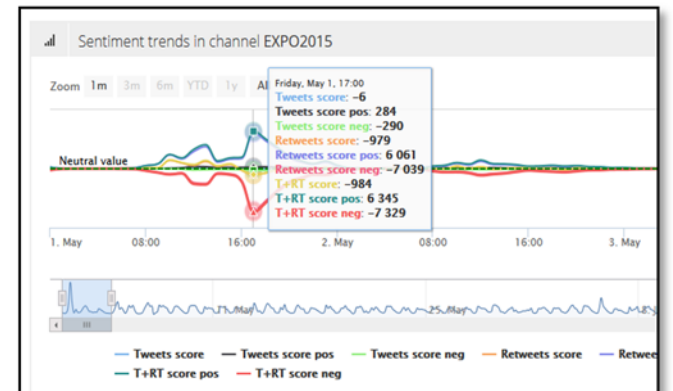 Sentiment trends in channel EXPO2015
Zoom 1m 3m 6m YTD 1y Al
Friday, May 1, 17:00
Tweets score: −6
Tweets score pos: 284
Tweets score neg: −290
Retweets score: −979
Retweets score pos: 6 061
Retweets score neg: −7 039
T+RT score: −984
T+RT score pos: 6 345
T+RT score neg: −7 329
Neutral value
1. May 08:00 16:00 2. May 08:00 16:00 3. May
11. May 25. May 8. J
Tweets score Tweets score pos Tweets score neg Retweets score Retwee
T+RT score pos T+RT score neg